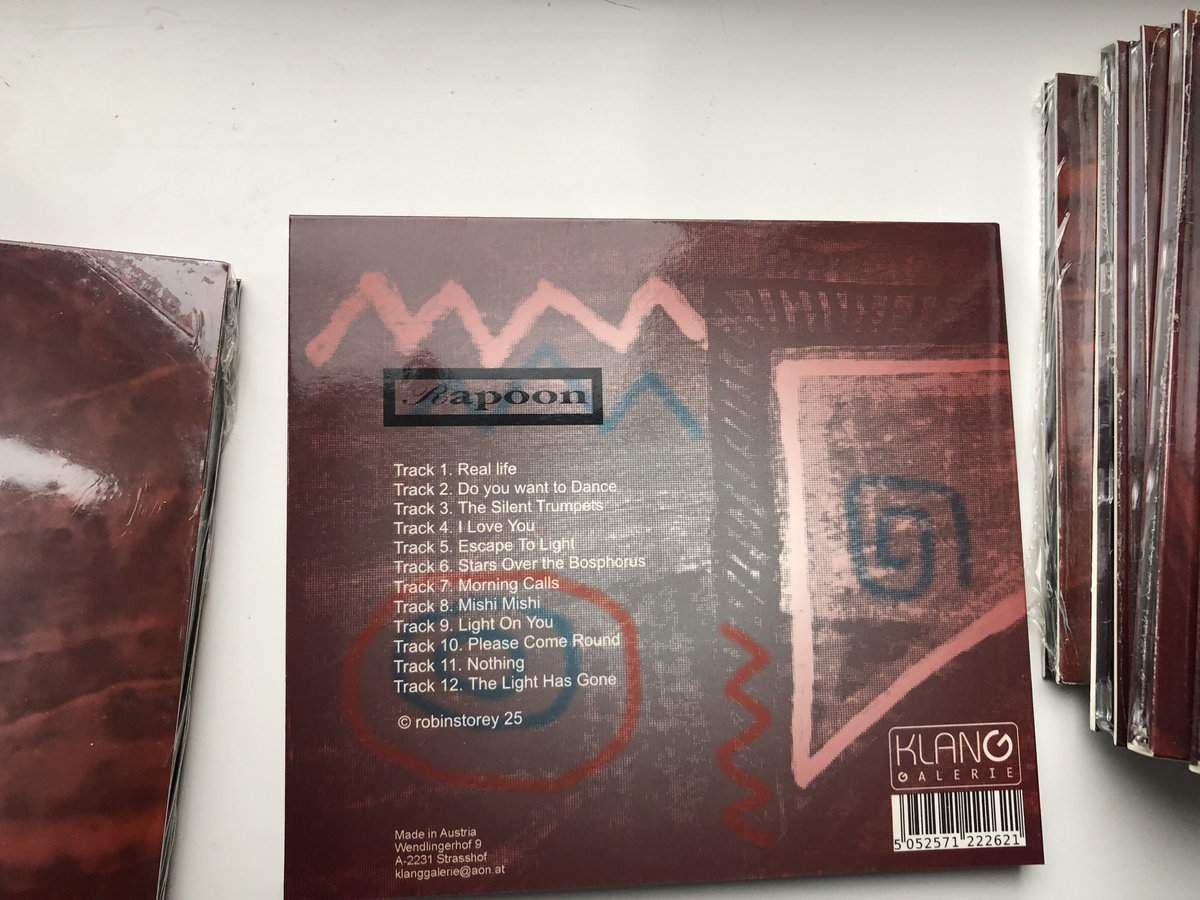 Rapoon
Track 1. Real life
Track 2. Do you want to Dance
Track 3. The Silent Trumpets
Track 4. I Love You
Track 5. Escape To Light
Track 6. Stars Over the Bosphorus
Track 7. Morning Calls
Track 8. Mishi Mishi
Track 9. Light On You
Track 10. Please Come Round
Track 11. Nothing
Track 12. The Light Has Gone
© robinstorey 25
KLANG
GALERIE
5 052571 222621
Made in Austria
Wendlingerhof 9
A-2231 Strasshof
klanggalerie@aon.at